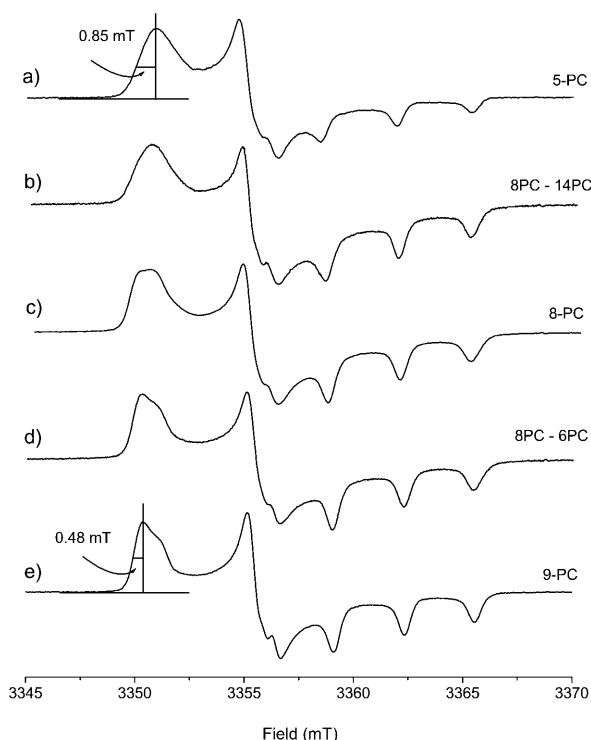 0.85 mT
a)
5-PC
b)
8PC - 14PC
c)
8-PC
d)
8PC - 6PC
0.48 mT
e)
9-PC
3345 3350 3355 3360 3365 3370
Field (mT)